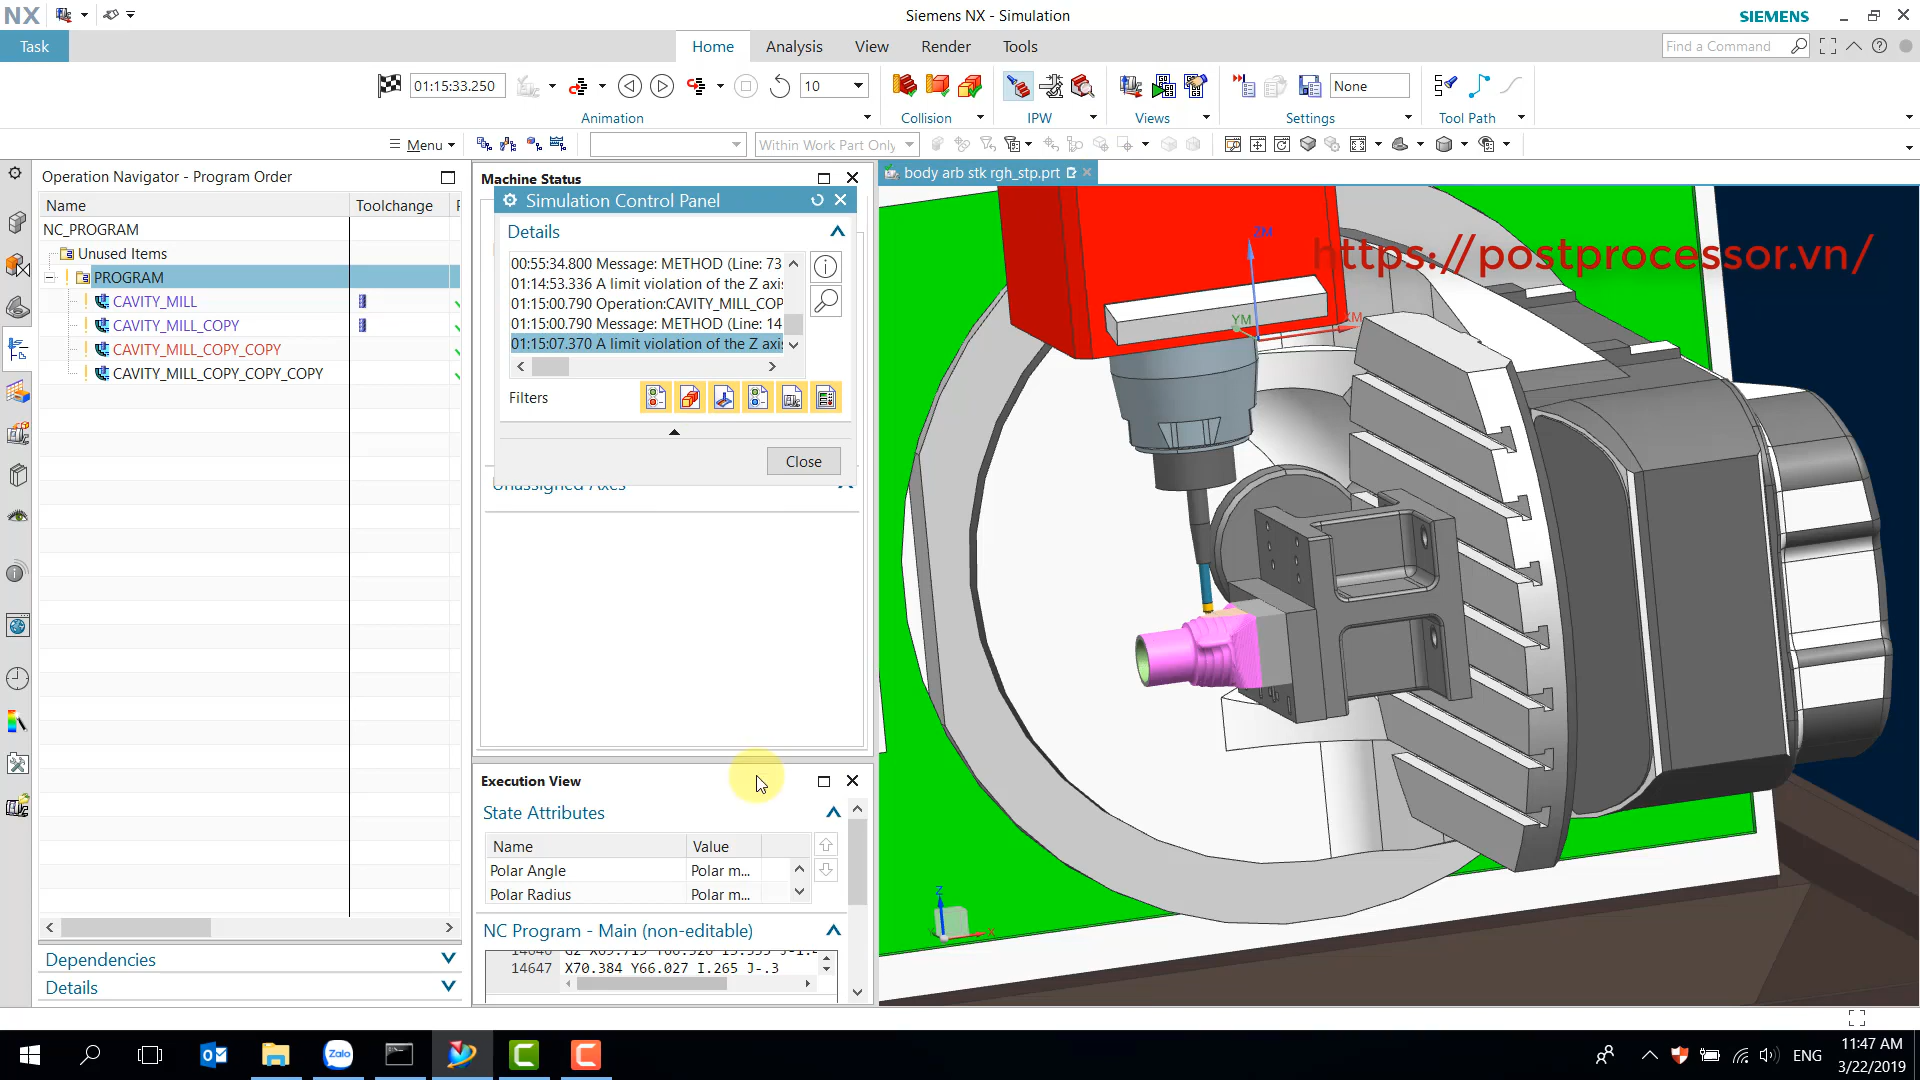 NX
Siemens NX - Simulation
SIEMENS
Task
Home
Analysis
View
Render
Tools
Find a Command
01:15:33.250
10
None
Animation
Collision
IPW
Views
Settings
Tool Path
Menu
Within Work Part Only
Operation Navigator - Program Order
Name
Toolchange
NC_PROGRAM
Unused Items
PROGRAM
CAVITY_MILL
CAVITY_MILL_COPY
CAVITY_MILL_COPY_COPY
CAVITY_MILL_COPY_COPY_COPY
Dependencies
Details
Machine Status
Simulation Control Panel
Details
00:55:34.800 Message: METHOD (Line: 73
01:14:53.336 A limit violation of the Z axi
01:15:00.790 Operation:CAVITY_MILL_COP
01:15:00.790 Message: METHOD (Line: 14
01:15:07.370 A limit violation of the Z axi
Filters
Close
Unassigned Axes
Execution View
State Attributes
Name
Value
Polar Angle
Polar m...
Polar Radius
Polar m...
NC Program - Main (non-editable)
14647 X70.384 Y66.027 I.265 J-.3
body arb stk rgh_stp.prt
https://postprocessor.vn/
ZM
YM
XM
Z
X
Zalo
ENG
11:47 AM
3/22/2019